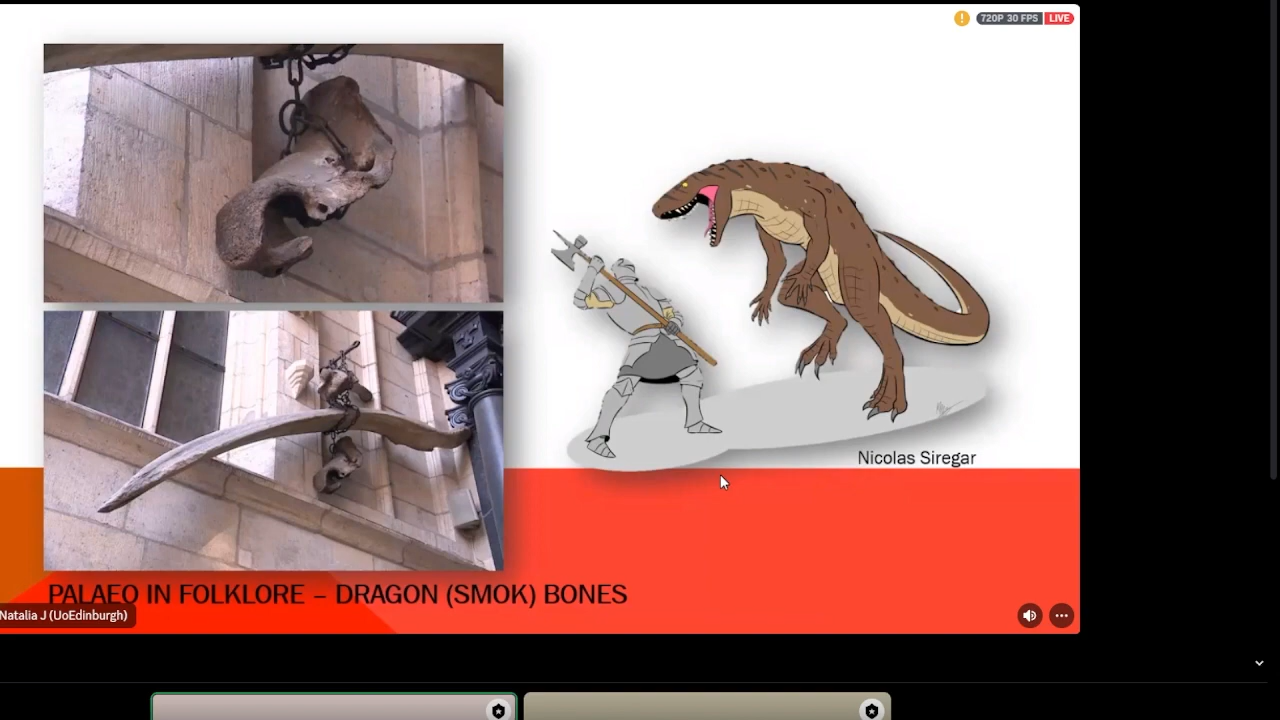 720P 30 FPS LIVE
Nicolas Siregar
PALAEO IN FOLKLORE – DRAGON (SMOK) BONES
Natalia J (UoEdinburgh)